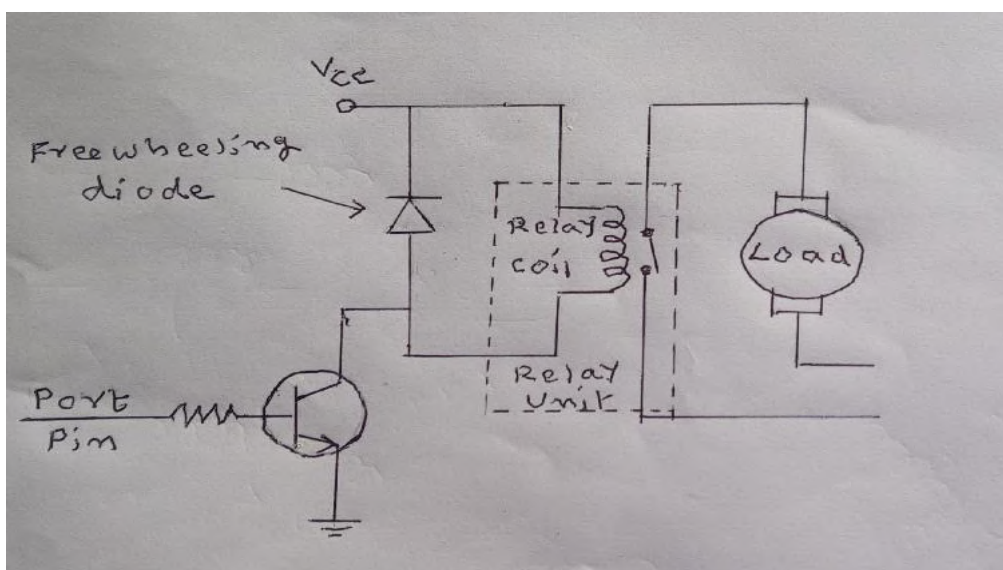 Vcc
Freewheeling
diode
Relay
coil
Load
Relay
Unit
Port
Pin